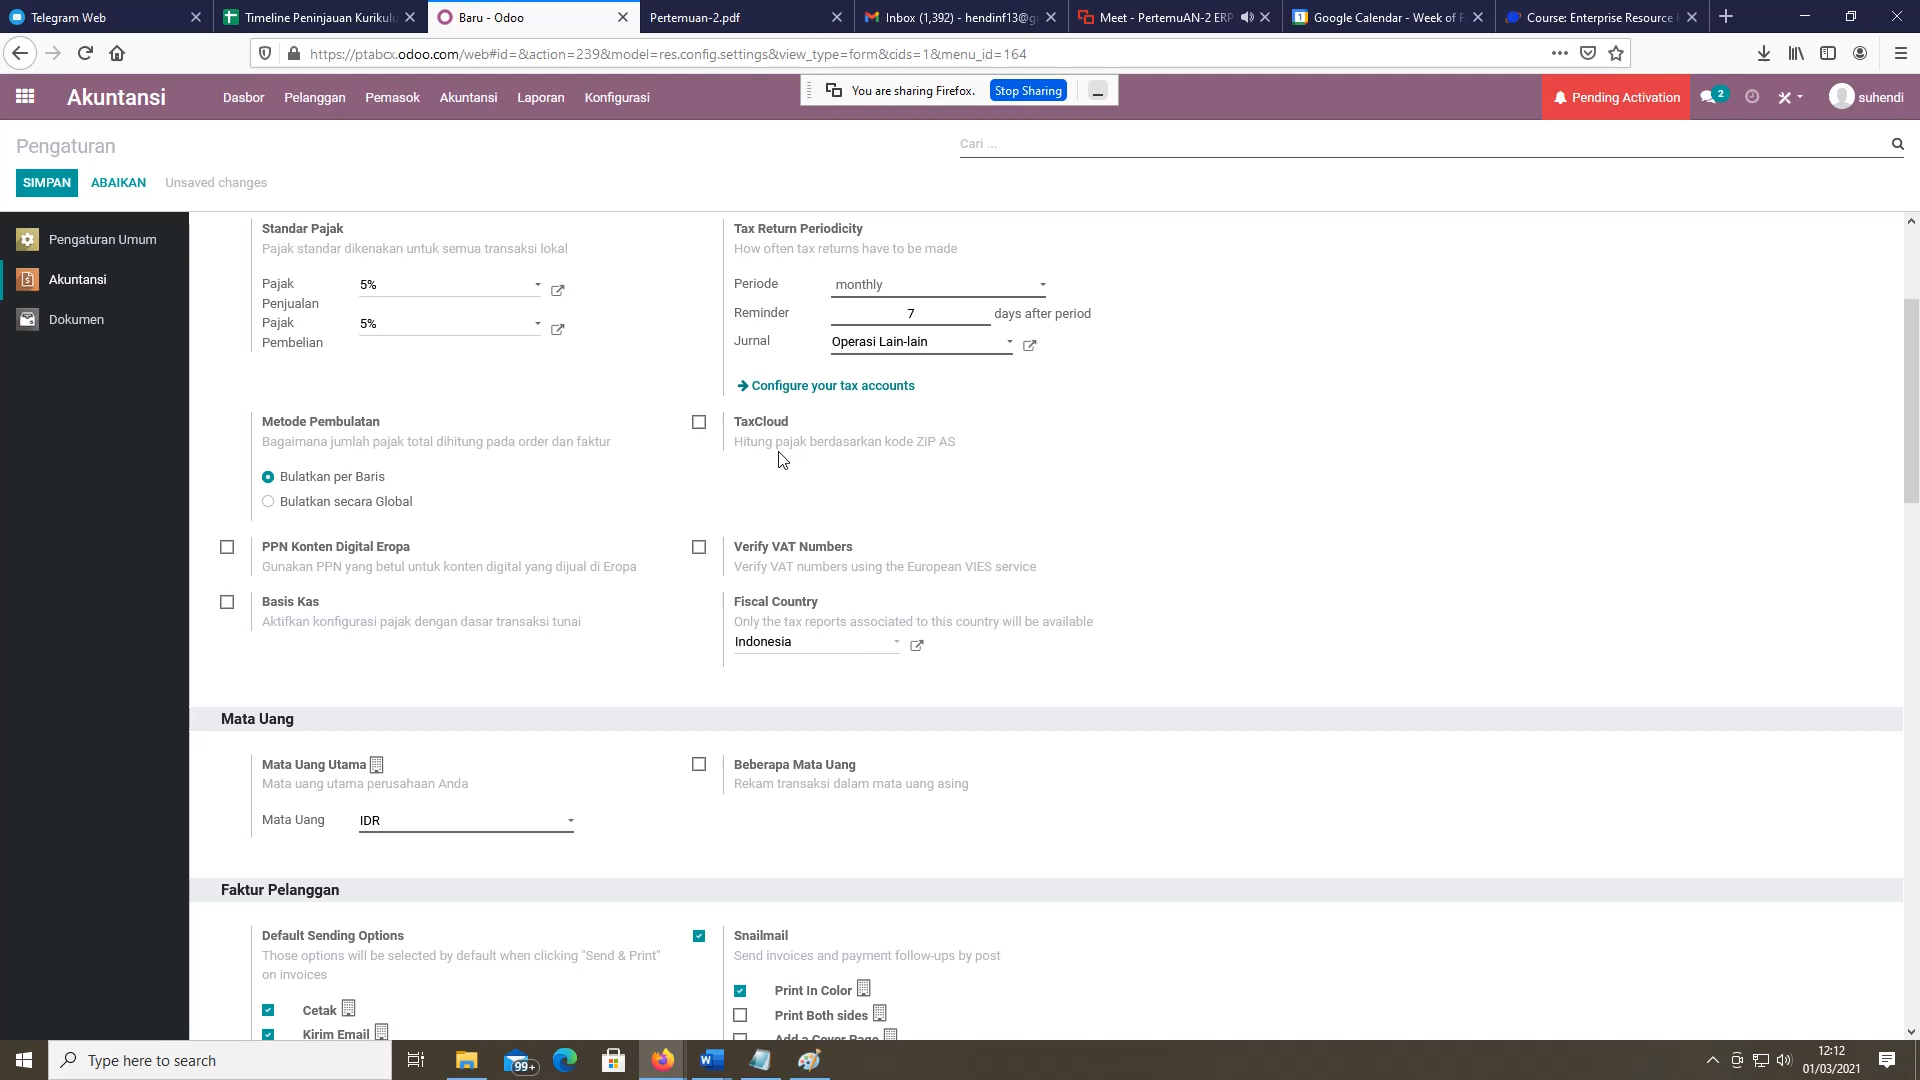 Telegram Web
Timeline Peninjauan Kurikulu
Baru - Odoo
Pertemuan-2.pdf
Inbox (1,392) - hendinf13@g
Meet - PertemuAN-2 ERP
Google Calendar - Week of F
Course: Enterprise Resource P
https://ptabcx.odoo.com/web#id=&action=239&model=res.config.settings&view_type=form&cids=1&menu_id=164
Akuntansi
Dasbor
Pelanggan
Pemasok
Akuntansi
Laporan
Konfigurasi
You are sharing Firefox.
Stop Sharing
Pending Activation
2
suhendi
Pengaturan
Cari ...
SIMPAN
ABAIKAN
Unsaved changes
Pengaturan Umum
Akuntansi
Dokumen
Standar Pajak
Pajak standar dikenakan untuk semua transaksi lokal
Pajak
Penjualan
5%
Pajak
Pembelian
5%
Tax Return Periodicity
How often tax returns have to be made
Periode
monthly
Reminder
7
days after period
Jurnal
Operasi Lain-lain
Configure your tax accounts
Metode Pembulatan
Bagaimana jumlah pajak total dihitung pada order dan faktur
Bulatkan per Baris
Bulatkan secara Global
TaxCloud
Hitung pajak berdasarkan kode ZIP AS
PPN Konten Digital Eropa
Gunakan PPN yang betul untuk konten digital yang dijual di Eropa
Verify VAT Numbers
Verify VAT numbers using the European VIES service
Basis Kas
Aktifkan konfigurasi pajak dengan dasar transaksi tunai
Fiscal Country
Only the tax reports associated to this country will be available
Indonesia
Mata Uang
Mata Uang Utama
Mata uang utama perusahaan Anda
Mata Uang
IDR
Beberapa Mata Uang
Rekam transaksi dalam mata uang asing
Faktur Pelanggan
Default Sending Options
Those options will be selected by default when clicking "Send & Print"
on invoices
Cetak
Kirim Email
Snailmail
Send invoices and payment follow-ups by post
Print In Color
Print Both sides
Add a Cover Page
Type here to search
99+
12:12
01/03/2021